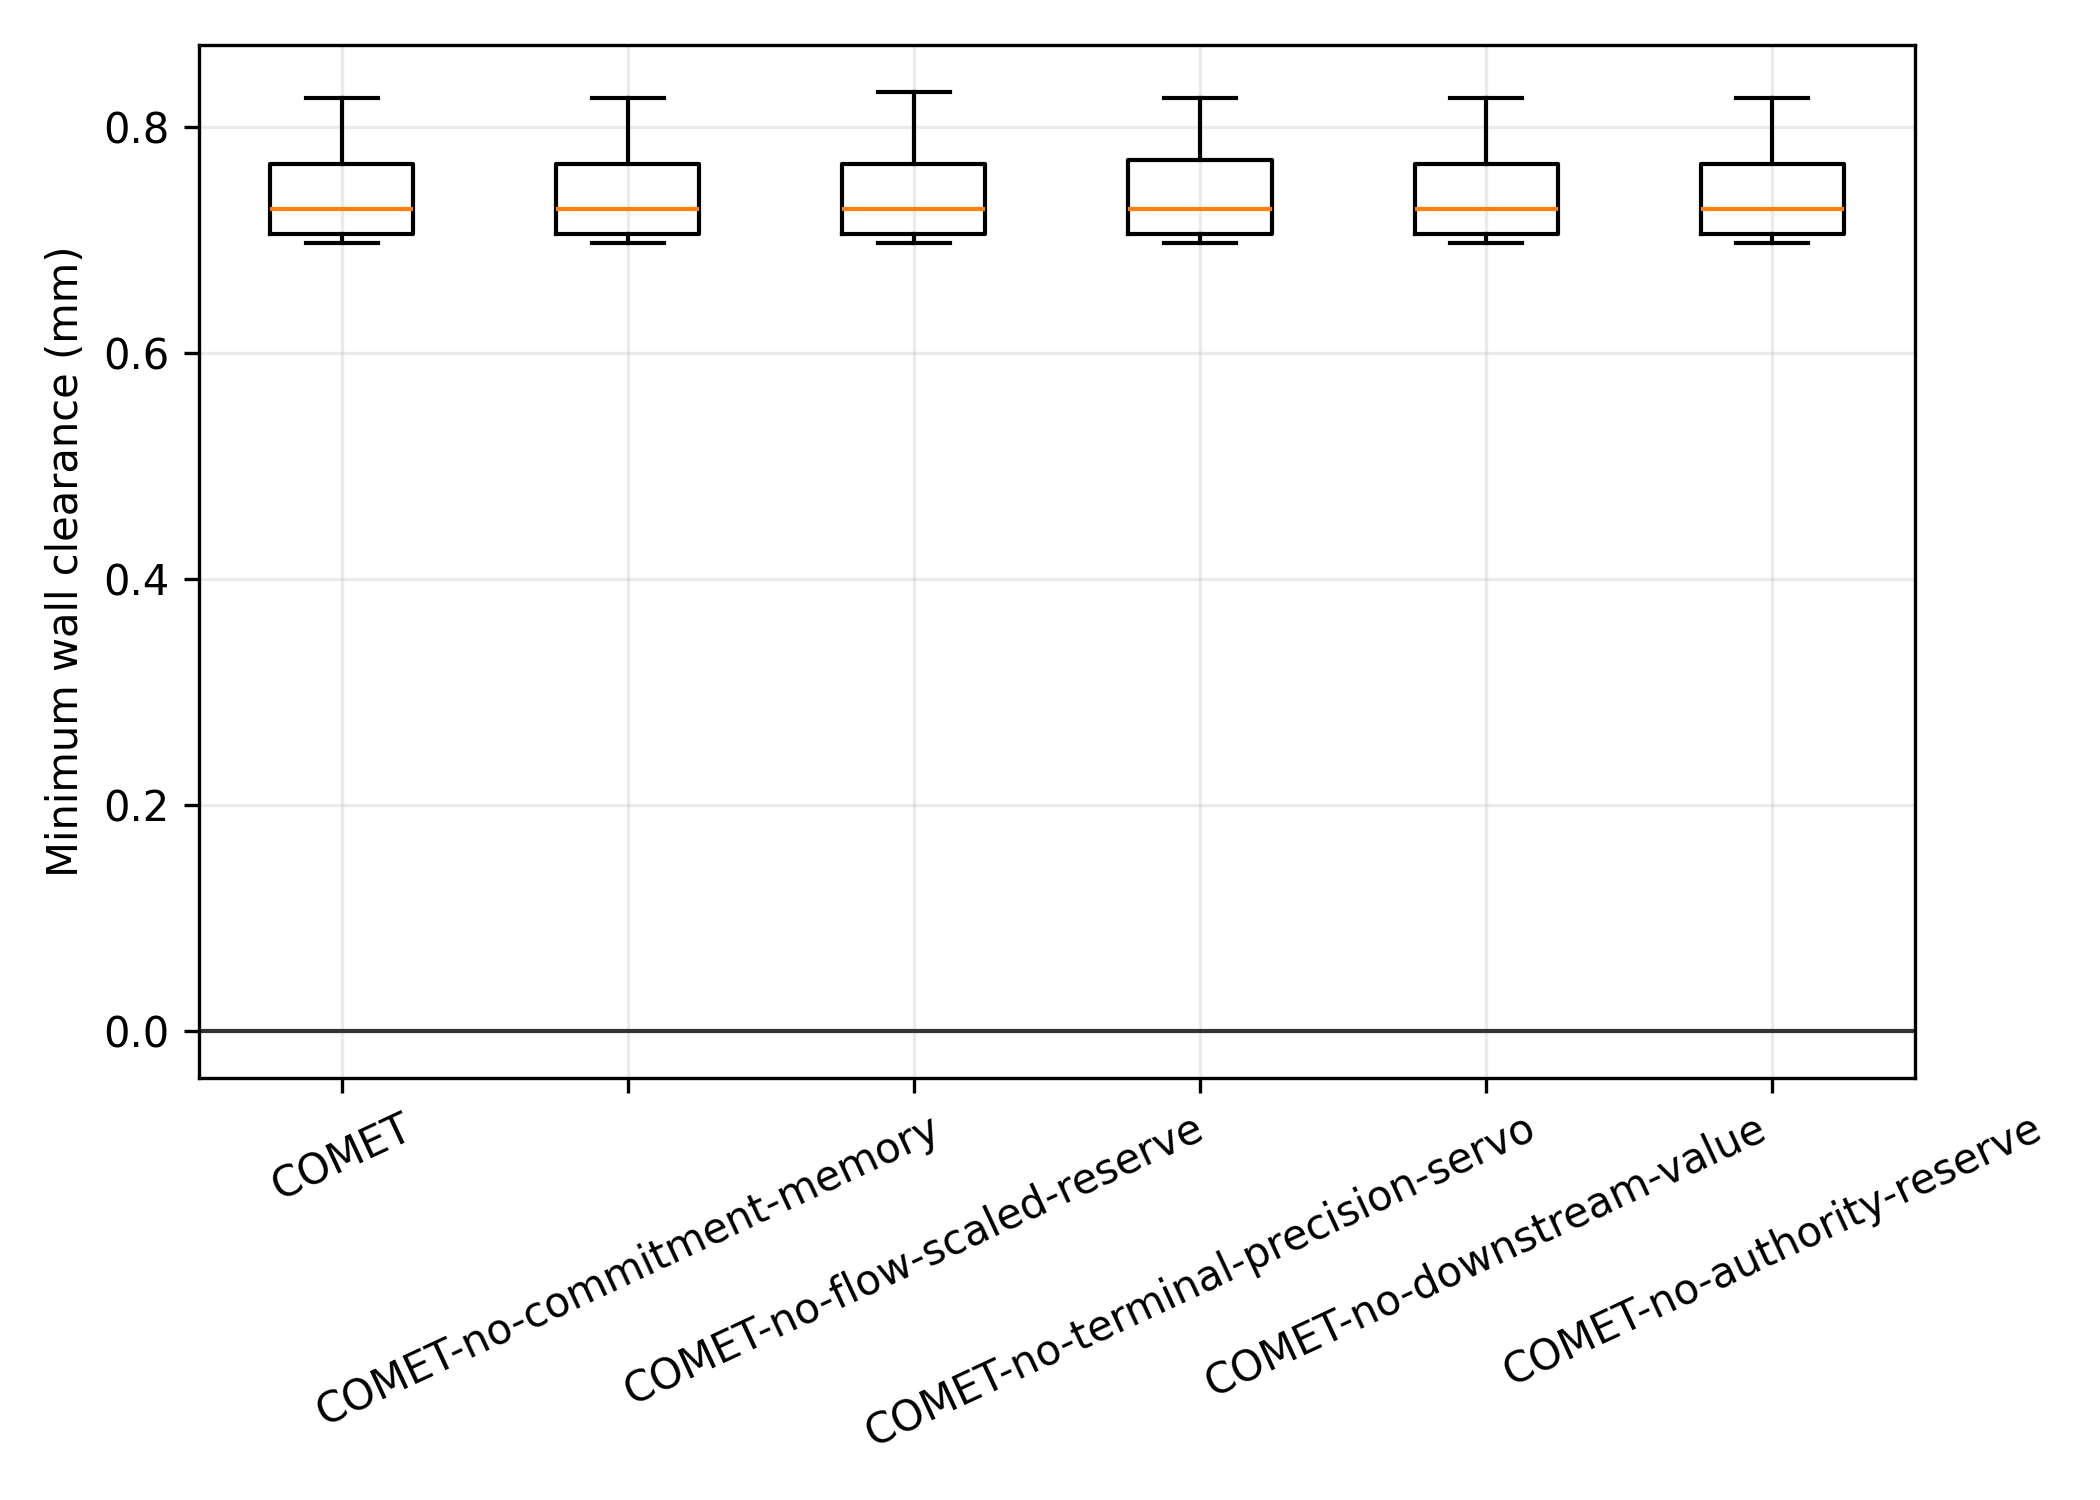 Minimum wall clearance (mm)
0.8
0.6
0.4
0.2
0.0
COMET
COMET-no-commitment-memory
COMET-no-flow-scaled-reserve
COMET-no-terminal-precision-servo
COMET-no-downstream-value
COMET-no-authority-reserve